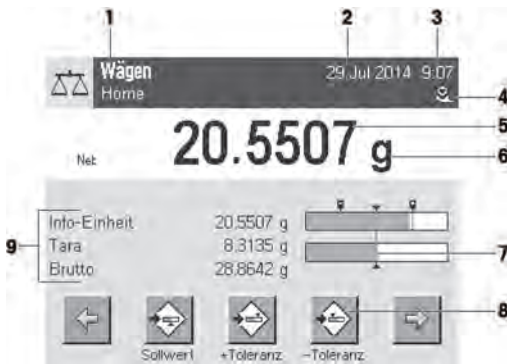 1 2 3
Wägen 29.Jul 2014 9:07
Home
4
5
Net 20.5507 g
6
Info-Einheit 20.5507 g
9 Tara 8.3135 g 7
Brutto 28.8642 g
8
Sollwert +Toleranz -Toleranz